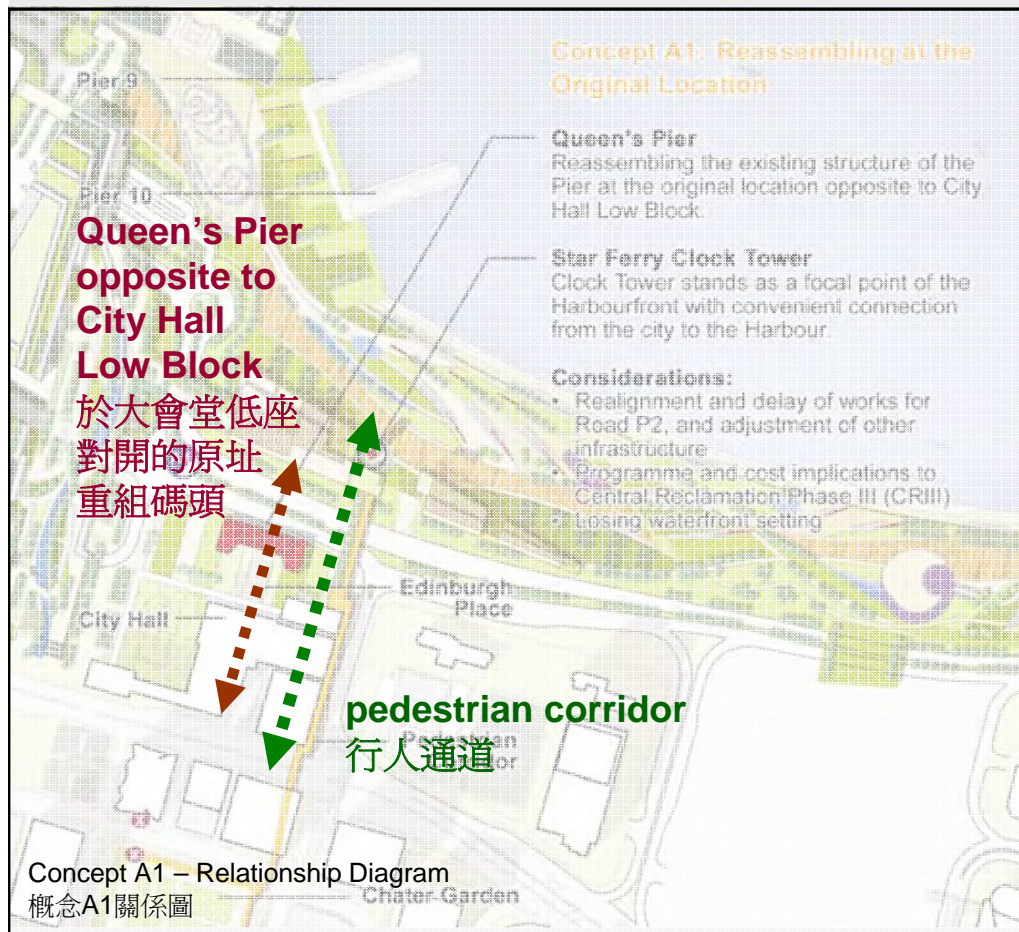 Concept A1: Reassembling at the
Original Location
Pier 9
Queen's Pier
Reassembling the existing structure of the
Pier at the original location opposite to City
Hall Low Block.
Pier 10
Queen’s Pier
opposite to
City Hall
Low Block
於大會堂低座
對開的原址
重組碼頭
Star Ferry Clock Tower
Clock Tower stands as a focal point of the
Harbourfront with convenient connection
from the city to the Harbour.
Considerations:
• Realignment and delay of works for
Road P2, and adjustment of other
infrastructure
• Programme and cost implications to
Central Reclamation Phase III (CRIII)
• Losing waterfront setting
Edinburgh
Place
City Hall
pedestrian corridor
行人通道
Pedestrian
Corridor
Concept A1 – Relationship Diagram
概念A1關係圖
Chater Garden